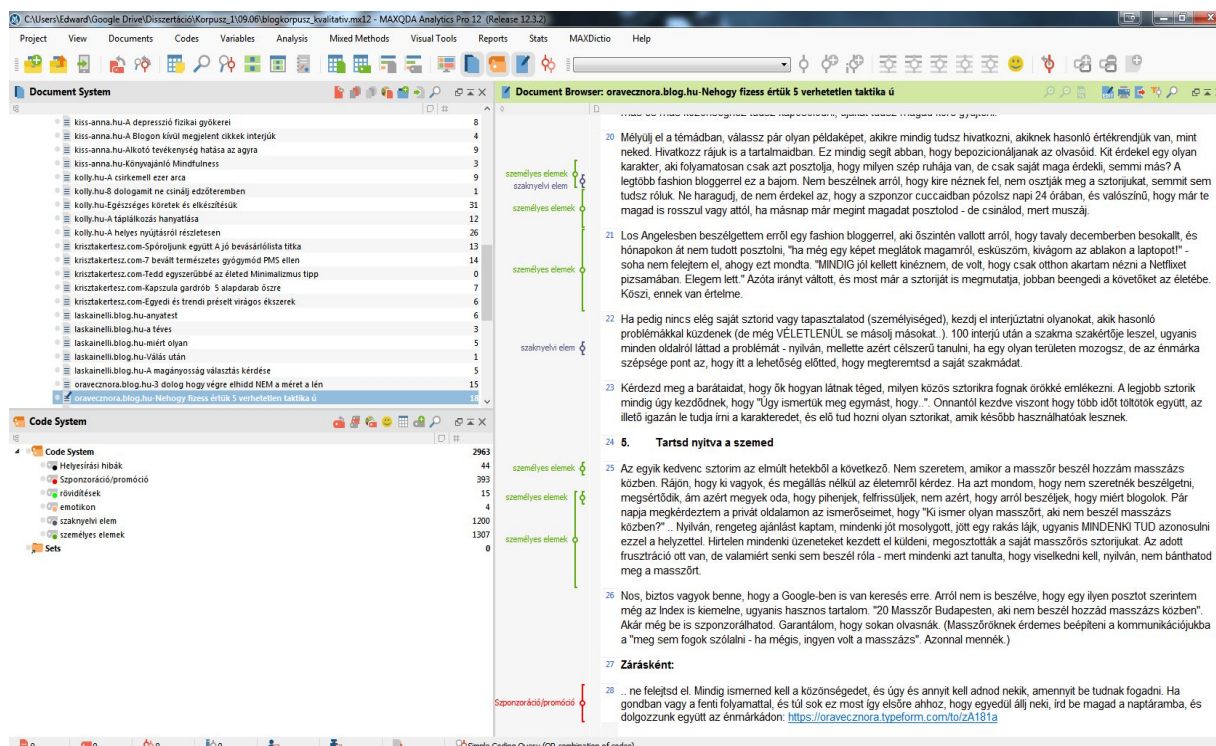 C:\Users\Edward\Google Drive\Disszertáció\Korpusz_1\09.06\blogkorpusz_kvalitativ.mx12 - MAXQDA Analytics Pro 12 (Release 12.3.2)
Project View Documents Codes Variables Analysis Mixed Methods Visual Tools Reports Stats MAXDictio Help
Document System
kiss-anna.hu-A depresszió fizikai gyökerei 8
kiss-anna.hu-A Blogon kívül megjelent cikkek interjúk 4
kiss-anna.hu-Alkotó tevékenység hatása az agyra 9
kiss-anna.hu-Könyvajánló Mindfulness 3
kolly.hu-A csirkemell ezer arca 9
kolly.hu-8 dologamit ne csinálj edzőteremben 1
kolly.hu-Egészséges köretek és elkészítésük 31
kolly.hu-A táplálkozás hanyatlása 12
kolly.hu-A helyes nyújtásról részletesen 26
krisztakertesz.com-Spóroljunk együtt A jó bevásárlólista titka 13
krisztakertesz.com-7 bevált természetes gyógymód PMS ellen 14
krisztakertesz.com-Tedd egyszerűbbé az életed Minimalizmus tipp 0
krisztakertesz.com-Kapszula gardrób 5 alapdarab őszre 7
krisztakertesz.com-Egyedi és trendi préselt virágos ékszerek 6
laskainelli.blog.hu-anyatest 6
laskainelli.blog.hu-a téves 3
laskainelli.blog.hu-miért olyan 5
laskainelli.blog.hu-Válás után 1
laskainelli.blog.hu-A magányosság választás kérdése 5
oravecznora.blog.hu-3 dolog hogy végre elhidd NEM a méret a lén 15
oravecznora.blog.hu-Nehogy fizess értük 5 verhetetlen taktika ú 18
Code System
Code System 2963
Helyesírási hibák 44
Szponzoráció/promóció 393
rövidítések 15
emotikon 4
szaknyelvi elem 1200
személyes elemek 1307
Sets 0
Document Browser: oravecznora.blog.hu-Nehogy fizess értük 5 verhetetlen taktika ú
20 Mélyülj el a témádban, válassz pár olyan példaképet, akikre mindig tudsz hivatkozni, akiknek hasonló értékrendjük van, mint
neked. Hivatkozz rájuk is a tartalmaidban. Ez mindig segít abban, hogy bepozicionáljanak az olvasóid. Kit érdekel egy olyan
karakter, aki folyamatosan csak azt posztolja, hogy milyen szép ruhája van, de csak saját maga érdekli, semmi más? A
személyes elemek
szaknyelvi elem
legtöbb fashion bloggerrel ez a bajom. Nem beszélnek arról, hogy kire néznek fel, nem osztják meg a sztorijukat, semmit sem
tudsz róluk. Ne haragudj, de nem érdekel az, hogy a szponzor cuccaidban pózolsz napi 24 órában, és valószínű, hogy már te
személyes elemek
magad is rosszul vagy attól, ha másnap már megint magadat posztolod - de csinálod, mert muszáj.
21 Los Angelesben beszélgettem erről egy fashion bloggerrel, aki őszintén vallott arról, hogy tavaly decemberben besokallt, és
hónapokon át nem tudott posztolni, "ha még egy képet meglátok magamról, esküszöm, kivágom az ablakon a laptopot!" -
személyes elemek
soha nem felejtem el, ahogy ezt mondta. "MINDIG jól kellett kinéznem, de volt, hogy csak otthon akartam nézni a Netflixet
pizsamában. Elegem lett." Azóta irányt váltott, és most már a sztoriját is megmutatja, jobban beengedi a követőket az életébe.
Köszi, ennek van értelme.
22 Ha pedig nincs elég saját sztorid vagy tapasztalatod (személyiséged), kezdj el interjúztatni olyanokat, akik hasonló
problémákkal küzdenek (de még VÉLETLENÜL se másolj másokat..). 100 interjú után a szakma szakértője leszel, ugyanis
szaknyelvi elem
minden oldalról láttad a problémát - nyilván, mellette azért célszerű tanulni, ha egy olyan területen mozogsz, de az énmárka
szépsége pont az, hogy itt a lehetőség előtted, hogy megteremtsd a saját szakmádat.
23 Kérdezd meg a barátaidat, hogy ők hogyan látnak téged, milyen közös sztorikra fognak örökké emlékezni. A legjobb sztorik
mindig úgy kezdődnek, hogy "Úgy ismertük meg egymást, hogy..". Onnantól kezdve viszont hogy több időt töltötök együtt, az
illető igazán le tudja írni a karakteredet, és elő tud hozni olyan sztorikat, amik később használhatóak lesznek.
24 5. Tartsd nyitva a szemed
személyes elemek
25 Az egyik kedvenc sztorim az elmúlt hetekből a következő. Nem szeretem, amikor a masszőr beszél hozzám masszázs
közben. Rájön, hogy ki vagyok, és megállás nélkül az életemről kérdez. Ha azt mondom, hogy nem szeretnék beszélgetni,
személyes elemek
megsértődik, ám azért megyek oda, hogy pihenjek, felfrissüljek, nem azért, hogy arról beszéljek, hogy miért blogolok. Pár
napja megkérdeztem a privát oldalamon az ismerőseimet, hogy "Ki ismer olyan masszőrt, aki nem beszél masszázs
közben?" .. Nyilván, rengeteg ajánlást kaptam, mindenki jót mosolygott, jött egy rakás lájk, ugyanis MINDENKI TUD azonosulni
személyes elemek
ezzel a helyzettel. Hirtelen mindenki üzeneteket kezdett el küldeni, megosztották a saját masszőrös sztorijukat. Az adott
frusztráció ott van, de valamiért senki sem beszél róla - mert mindenki azt tanulta, hogy viselkedni kell, nyilván, nem bánthatod
meg a masszőrt.
26 Nos, biztos vagyok benne, hogy a Google-ben is van keresés erre. Arról nem is beszélve, hogy egy ilyen posztot szerintem
még az Index is kiemelne, ugyanis hasznos tartalom. "20 Masszőr Budapesten, aki nem beszél hozzád masszázs közben".
Akár még be is szponzorálhatod. Garantálom, hogy sokan olvasnák. (Masszőröknek érdemes beépíteni a kommunikációjukba
a "meg sem fogok szólalni - ha mégis, ingyen volt a masszázs". Azonnal mennék.)
27 Zárásként:
28 .. ne felejtsd el. Mindig ismerned kell a közönségedet, és úgy és annyit kell adnod nekik, amennyit be tudnak fogadni. Ha
Szponzoráció/promóció
gondban vagy a fenti folyamattal, és túl sok ez most így elsőre ahhoz, hogy egyedül állj neki, írd be magad a naptáramba, és
dolgozzunk együtt az énmárkádon: https://oravecznora.typeform.com/to/zA181a
Simple Coding Query (OR combination of codes)